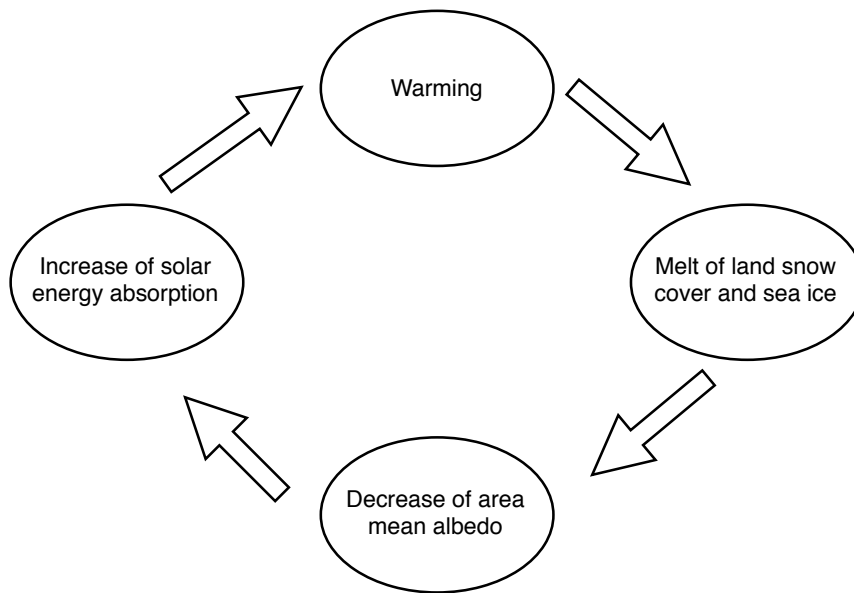 Warming
Increase of solar
energy absorption
Melt of land snow
cover and sea ice
Decrease of area
mean albedo